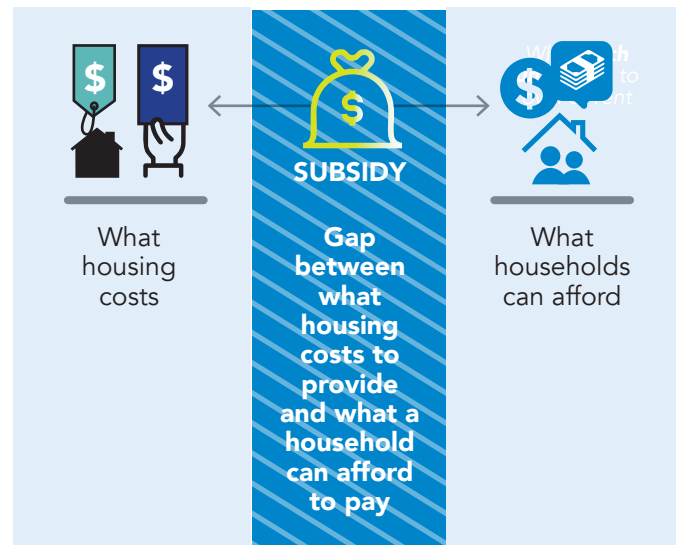 $
$
$
$
to
SUBSIDY
What
housing
costs
Gap
between
what
housing
costs to
provide
and what a
household
can afford
to pay
What
households
can afford